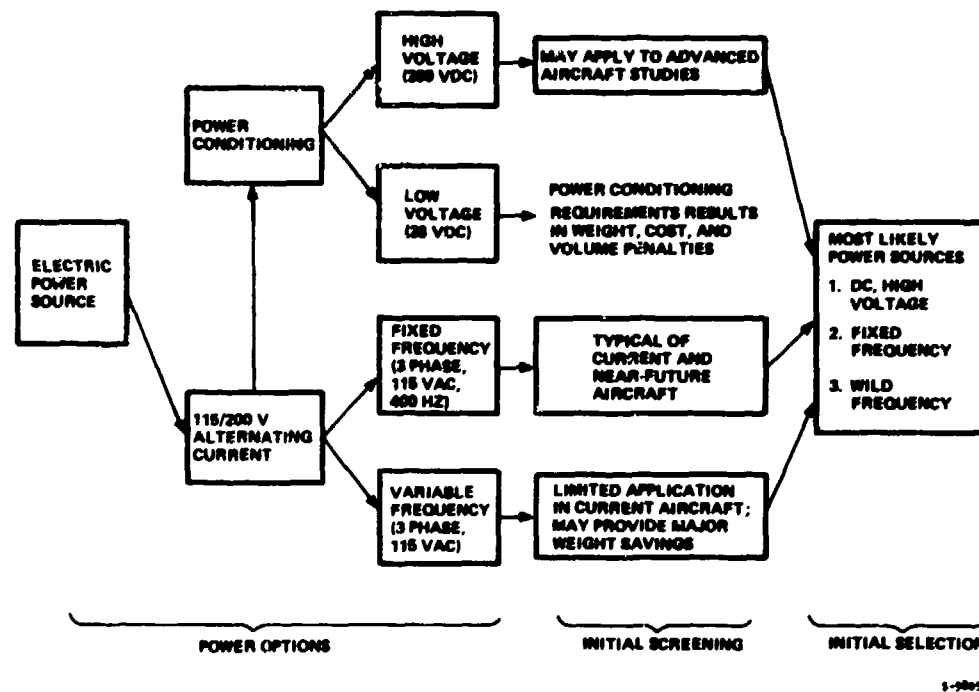 HIGH
VOLTAGE
VDC)
MAY APPLY TO ADVANCED
AIRCRAFT STUDIES
POWER
CONDITIONING
LOW
VOLTAGE
(28 VDC)
POWER CONDITIONING
REQUIREMENTS RESULTS
IN WEIGHT, COST, AND
VOLUME PENALTIES
ELECTRIC
POWER
SOURCE
MOST LIKELY
POWER SOURCES
1. DC, HIGH
VOLTAGE
2. FIXED
FREQUENCY
3. WILD
FREQUENCY
FIXED
FREQUENCY
(3 PHASE,
115 VAC,
400 HZ)
TYPICAL OF
CURRENT AND
NEAR-FUTURE
AIRCRAFT
115/200 V
ALTERNATING
CURRENT
VARIABLE
FREQUENCY
(3 PHASE,
115 VAC)
LIMITED APPLICATION
IN CURRENT AIRCRAFT;
MAY PROVIDE MAJOR
WEIGHT SAVINGS
POWER OPTIONS
INITIAL SCREENING
INITIAL SELECTION